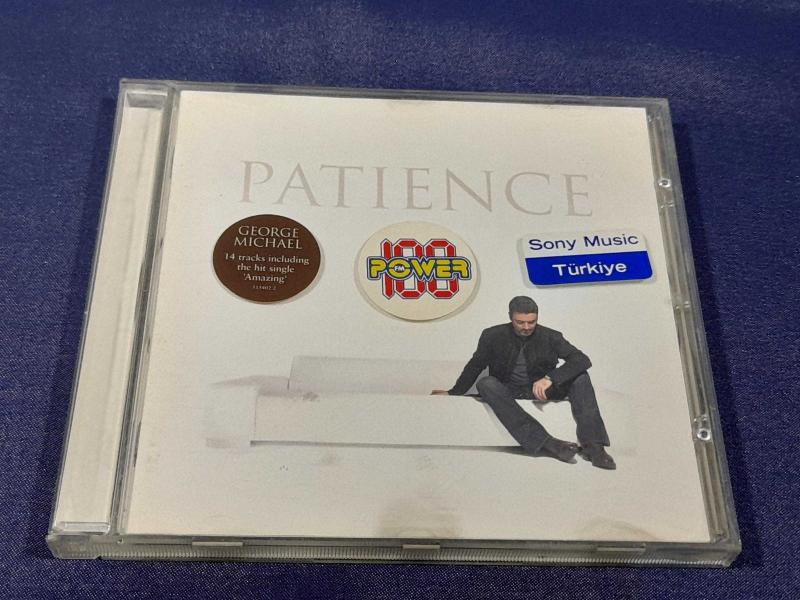 PATIENCE
GEORGE
MICHAEL
14 tracks including
the hit single
'Amazing'
100
POWER
FM
Sony Music
Türkiye